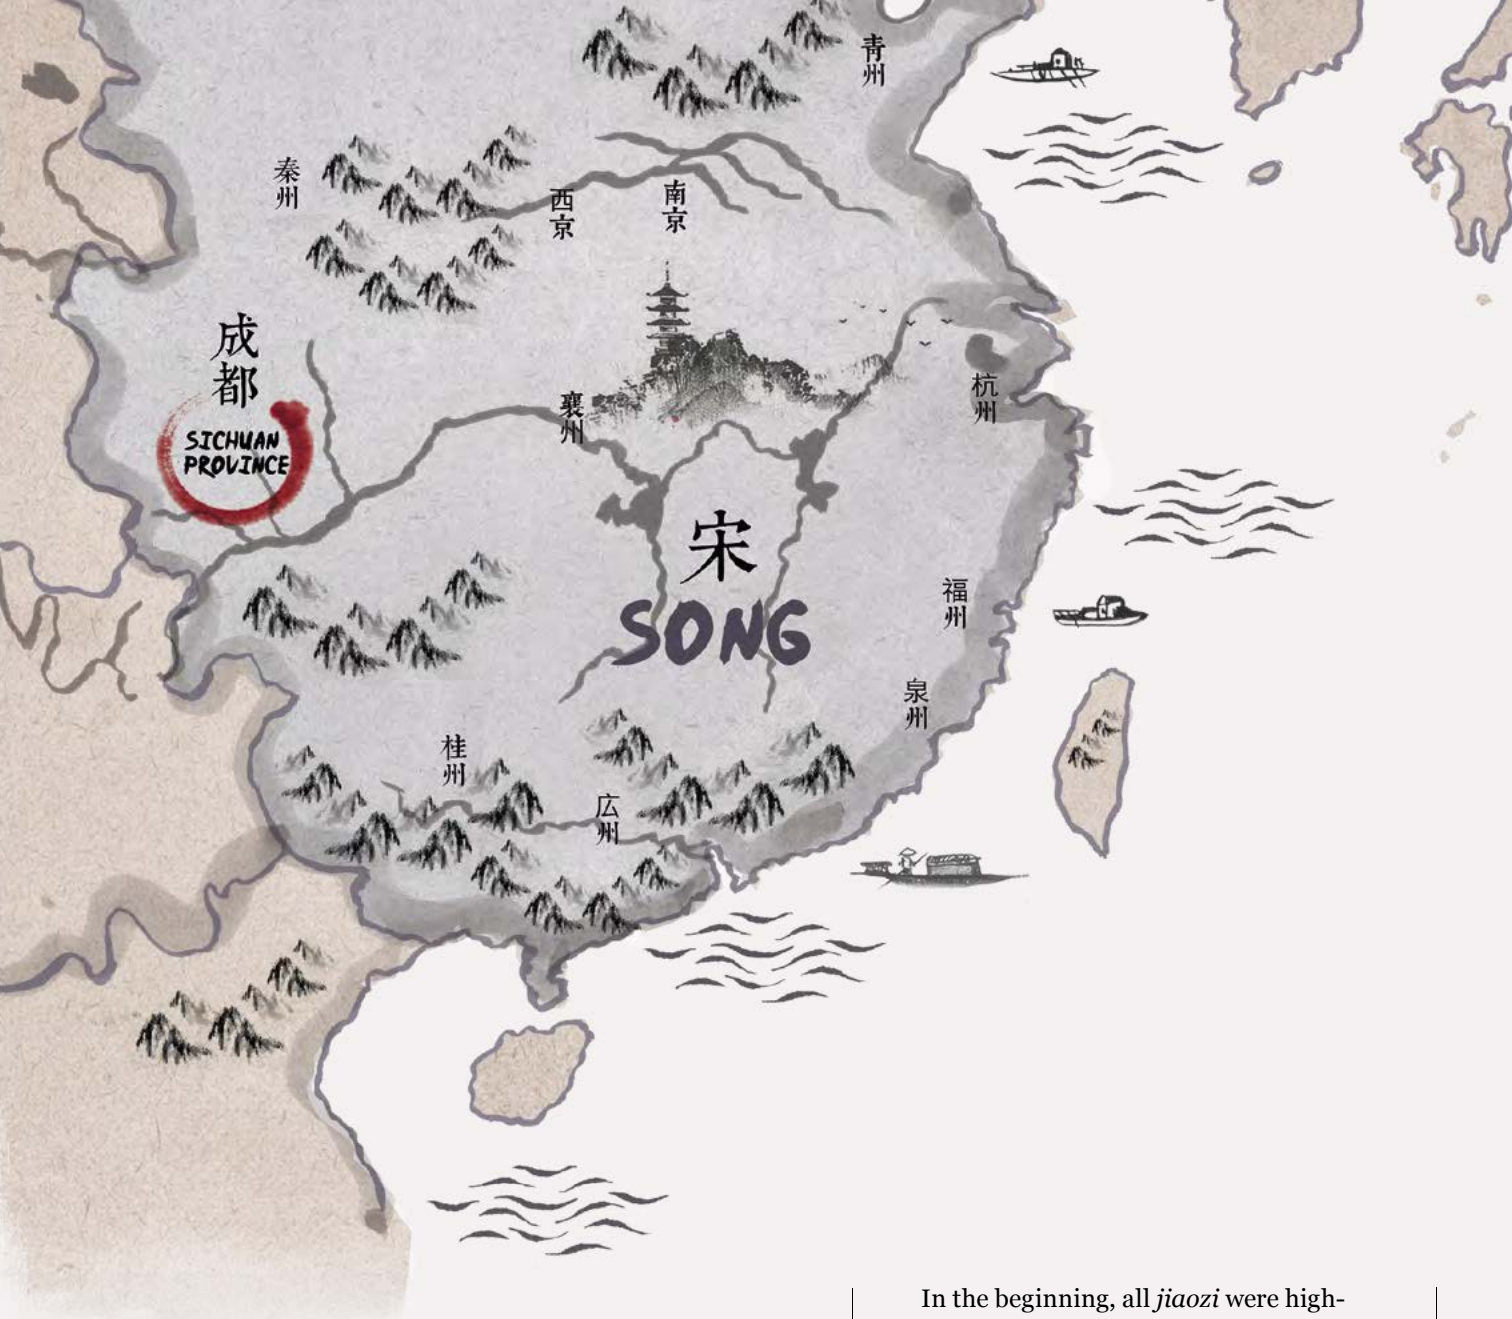 青州
秦州
西京
南京
成都
SICHUAN
PROVINCE
襄州
杭州
宋
SONG
福州
泉州
桂州
広州
In the beginning, all jiaozi were high-